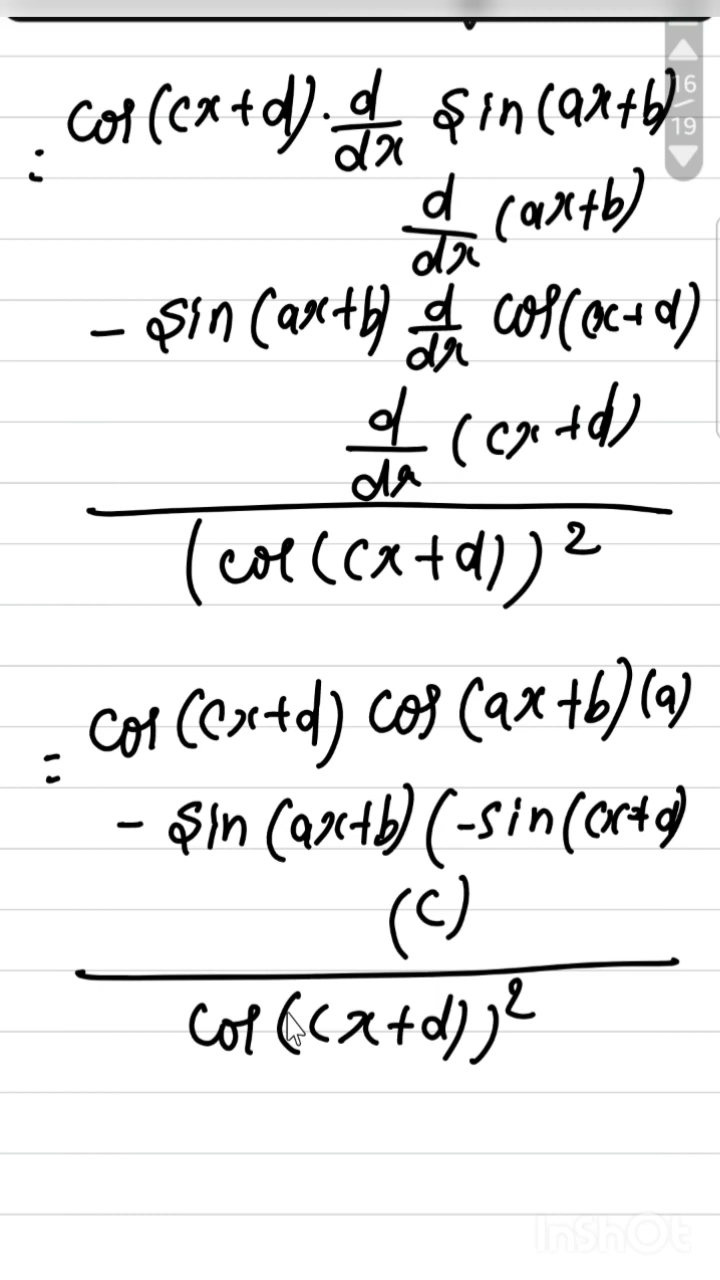 = cos(cx+d) · d/dx sin(ax+b)
d/dx (ax+b)
- sin(ax+b) d/dx cos(cx+d)
d/dx (cx+d)
(cos(cx+d))²
= cos(cx+d) cos(ax+b)(a)
- sin(ax+b)(-sin(cx+d)
(c)
cos(cx+d))²
16
19
InShOt